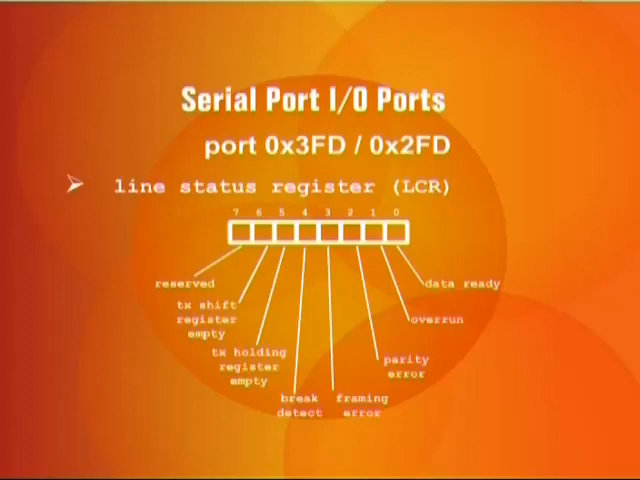 Serial Port I/O Ports
port 0x3FD / 0x2FD
➢ line status register (LCR)
7 6 5 4 3 2 1 0
reserved
data ready
tx shift
register
empty
overrun
tx holding
register
empty
parity
error
break
detect
framing
error